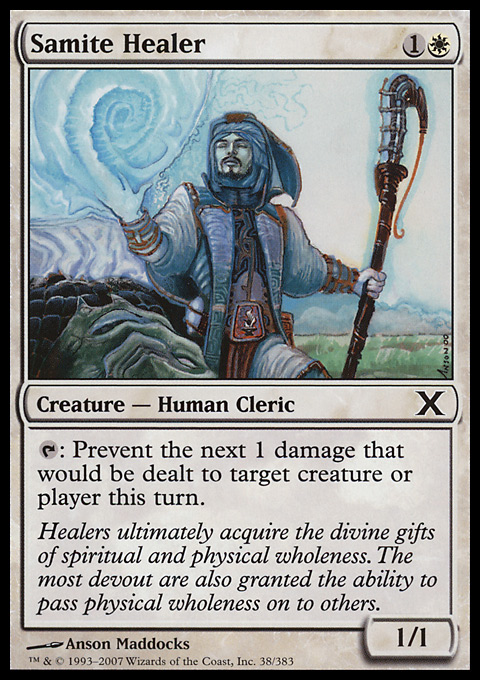 Samite Healer 1
Anson 00
Creature — Human Cleric X
: Prevent the next 1 damage that
would be dealt to target creature or
player this turn.
Healers ultimately acquire the divine gifts
of spiritual and physical wholeness. The
most devout are also granted the ability to
pass physical wholeness on to others.
Anson Maddocks
1/1
™ & © 1993–2007 Wizards of the Coast, Inc. 38/383